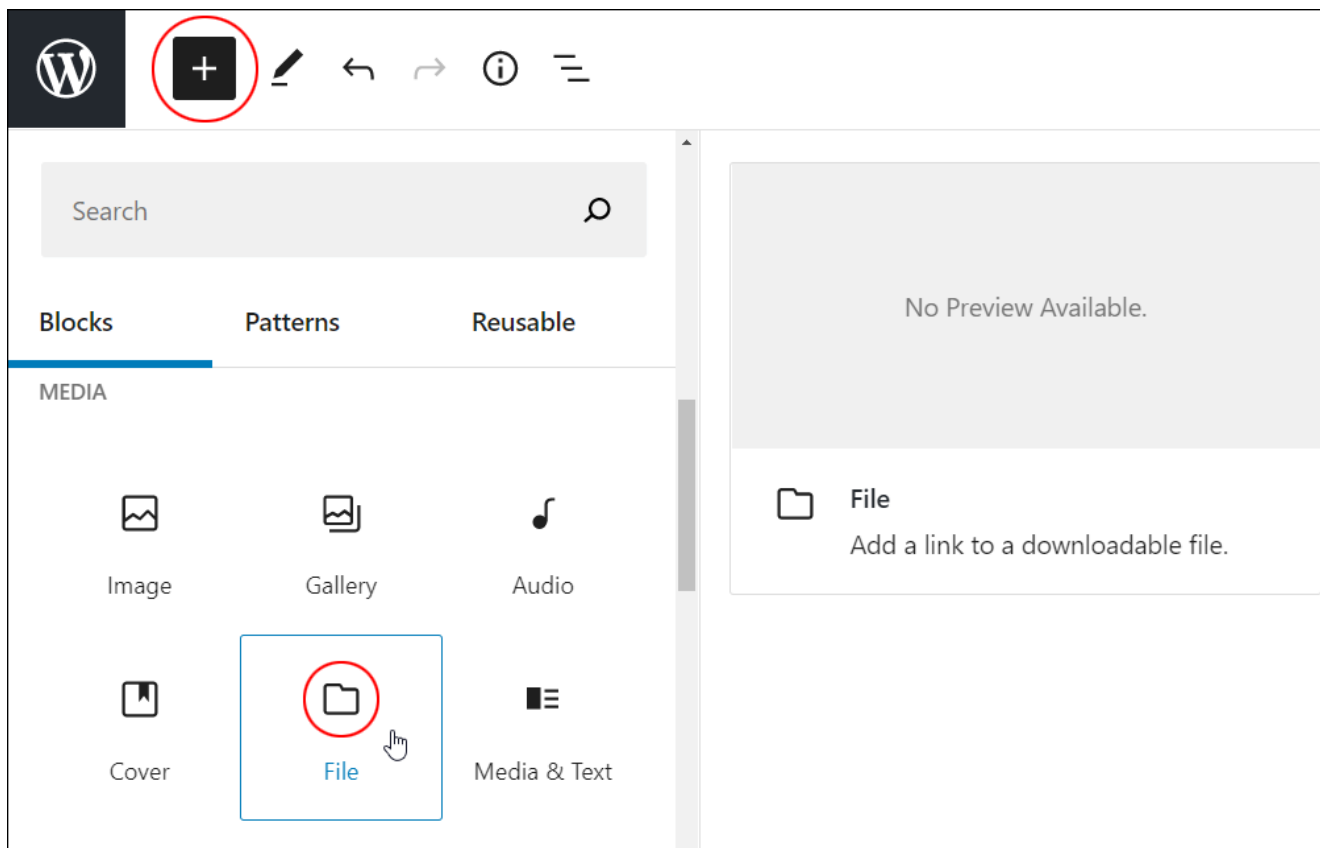 Search
Blocks Patterns Reusable
MEDIA
No Preview Available.
File
Add a link to a downloadable file.
Image Gallery Audio
Cover File Media & Text